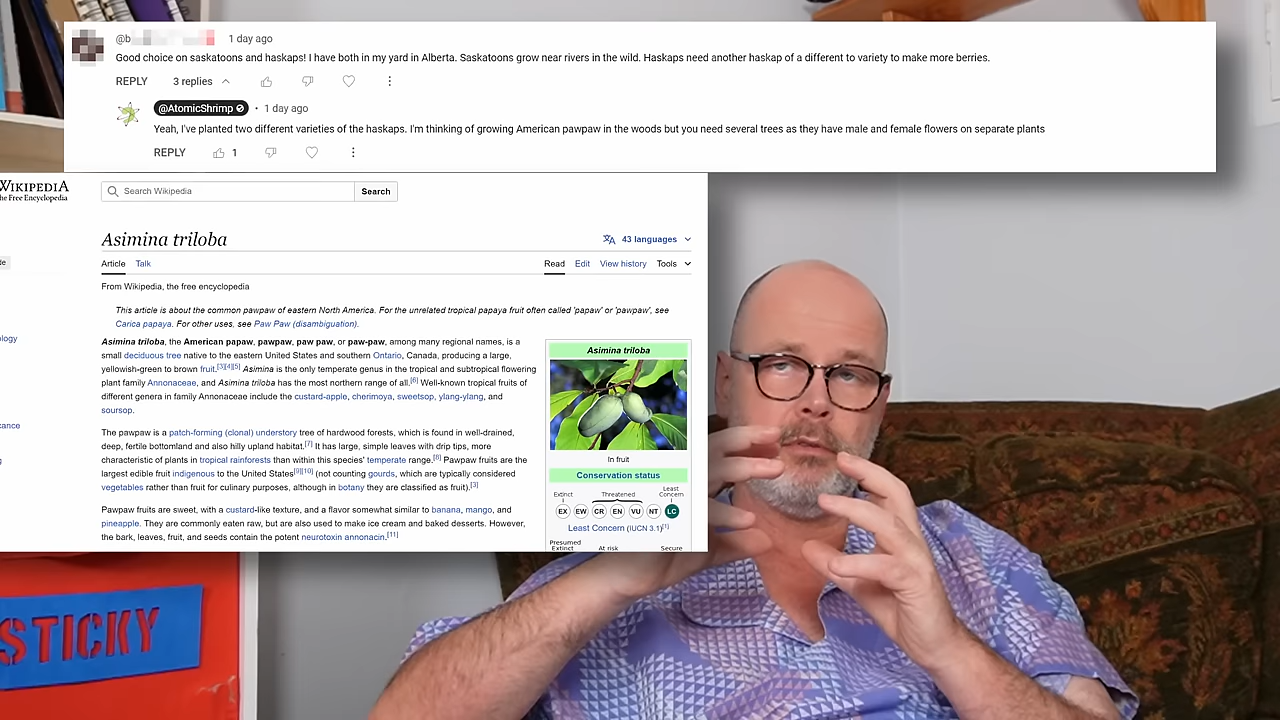 @b
1 day ago
Good choice on saskatoons and haskaps! I have both in my yard in Alberta. Saskatoons grow near rivers in the wild. Haskaps need another haskap of a different to variety to make more berries.
REPLY 3 replies
@AtomicShrimp • 1 day ago
Yeah, I've planted two different varieties of the haskaps. I'm thinking of growing American pawpaw in the woods but you need several trees as they have male and female flowers on separate plants
REPLY 1
WIKIPEDIA
The Free Encyclopedia
Search Wikipedia Search
Asimina triloba
43 languages
Article Talk Read Edit View history Tools
From Wikipedia, the free encyclopedia
This article is about the common pawpaw of eastern North America. For the unrelated tropical papaya fruit often called 'papaw' or 'pawpaw', see
Carica papaya. For other uses, see Paw Paw (disambiguation).
Asimina triloba, the American papaw, pawpaw, paw paw, or paw-paw, among many regional names, is a
small deciduous tree native to the eastern United States and southern Ontario, Canada, producing a large,
yellowish-green to brown fruit.[3][4][5] Asimina is the only temperate genus in the tropical and subtropical flowering
plant family Annonaceae, and Asimina triloba has the most northern range of all.[6] Well-known tropical fruits of
different genera in family Annonaceae include the custard-apple, cherimoya, sweetsop, ylang-ylang, and
soursop.
The pawpaw is a patch-forming (clonal) understory tree of hardwood forests, which is found in well-drained,
deep, fertile bottomland and also hilly upland habitat.[7] It has large, simple leaves with drip tips, more
characteristic of plants in tropical rainforests than within this species' temperate range.[8] Pawpaw fruits are the
largest edible fruit indigenous to the United States[9][10] (not counting gourds, which are typically considered
vegetables rather than fruit for culinary purposes, although in botany they are classified as fruit).[3]
Pawpaw fruits are sweet, with a custard-like texture, and a flavor somewhat similar to banana, mango, and
pineapple. They are commonly eaten raw, but are also used to make ice cream and baked desserts. However,
the bark, leaves, fruit, and seeds contain the potent neurotoxin annonacin.[11]
Asimina triloba
In fruit
Conservation status
Extinct Threatened Least Concern
EX EW CR EN VU NT LC
Least Concern (IUCN 3.1)[1]
Presumed Extinct At risk Secure
STICKY